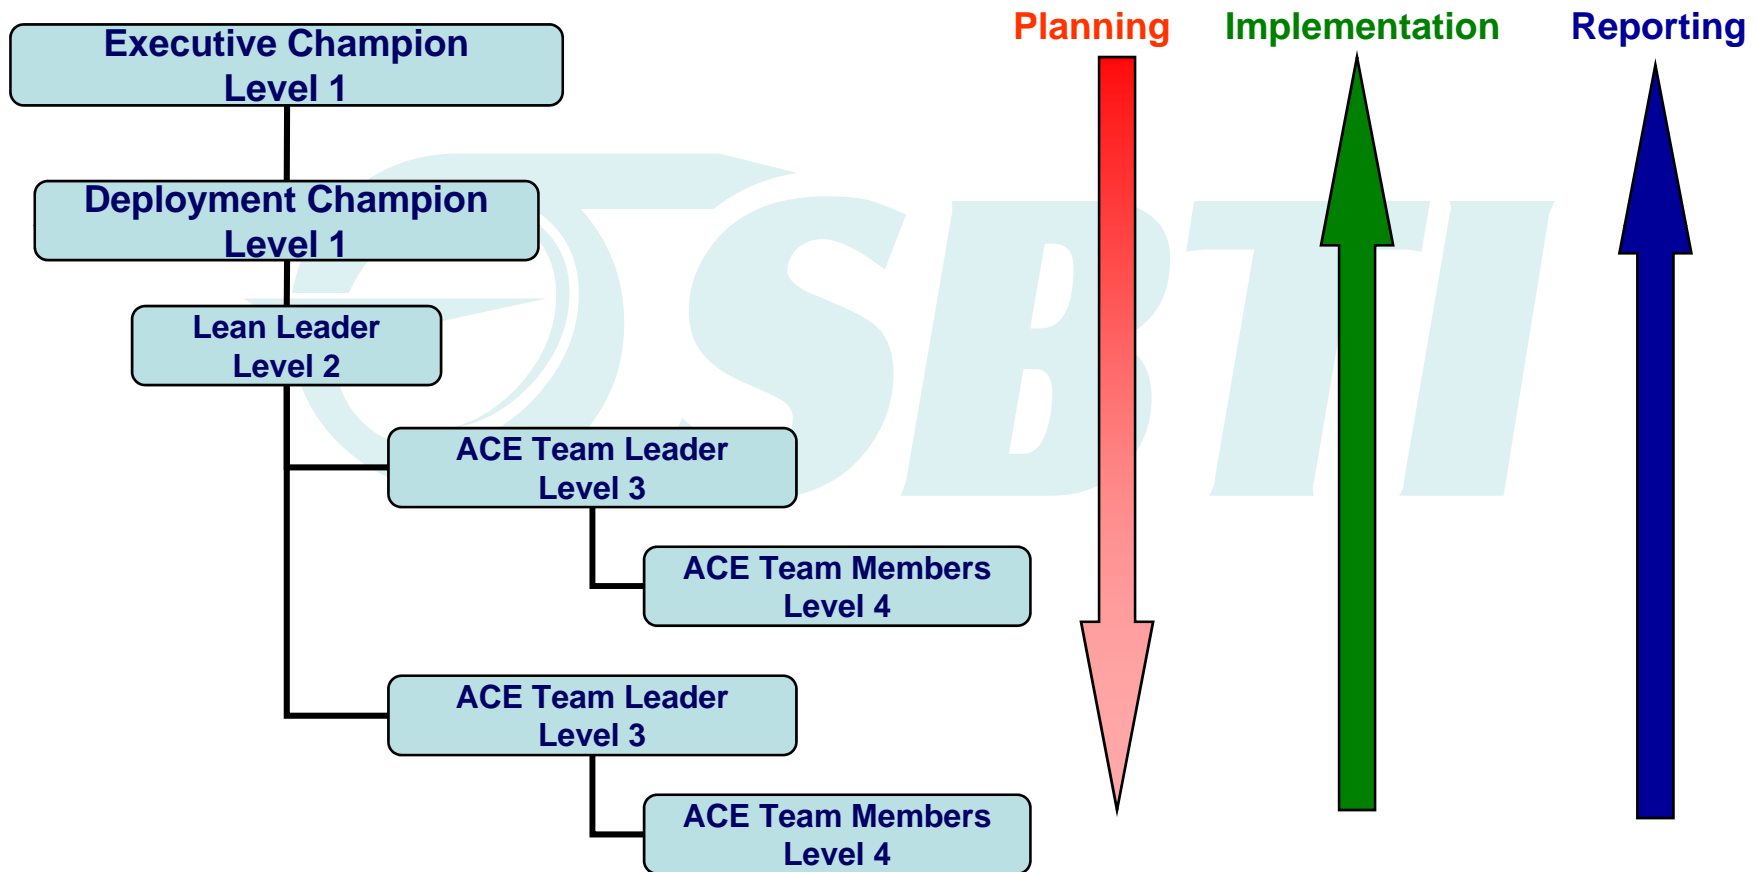 Planning
Implementation
Reporting
Executive Champion
Level 1
Deployment Champion
Level 1
Lean Leader
Level 2
ACE Team Leader
Level 3
ACE Team Members
Level 4
ACE Team Leader
Level 3
ACE Team Members
Level 4
SBTI